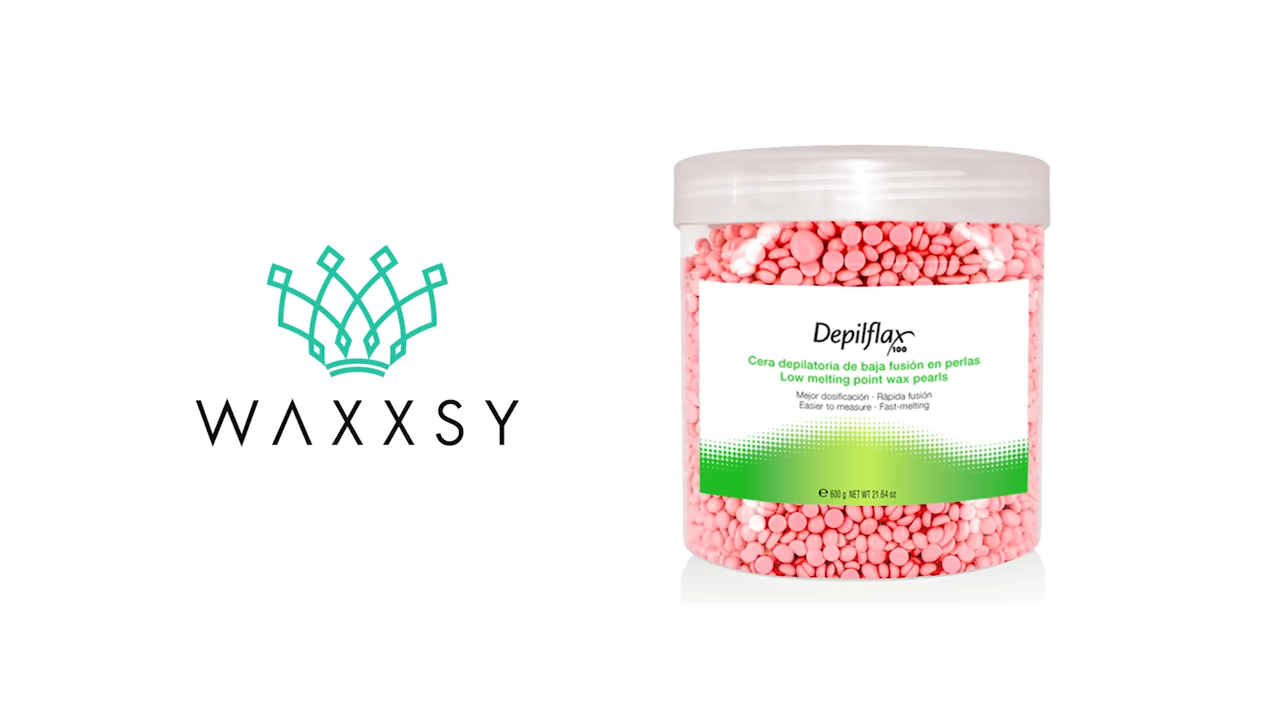 WAXXSY
Depilflax
100
Cera depilatoria de baja fusión en perlas
Low melting point wax pearls
Mejor dosificación - Rápida fusión
Easier to measure - Fast-melting
℮ 600 g NET WT 21.64 oz